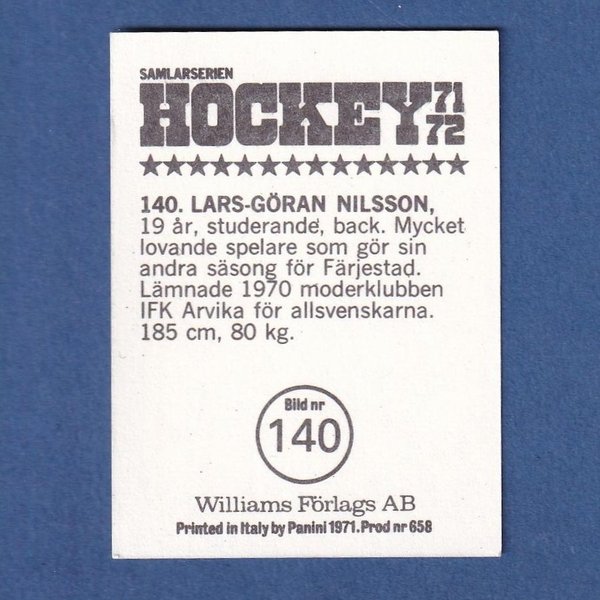 SAMLARSERIEN
HOCKEY 71 72
140. LARS-GÖRAN NILSSON,
19 år, studerande, back. Mycket
lovande spelare som gör sin
andra säsong för Färjestad.
Lämnade 1970 moderklubben
IFK Arvika för allsvenskarna.
185 cm, 80 kg.
Bild nr
140
Williams Förlags AB
Printed in Italy by Panini 1971. Prod nr 658